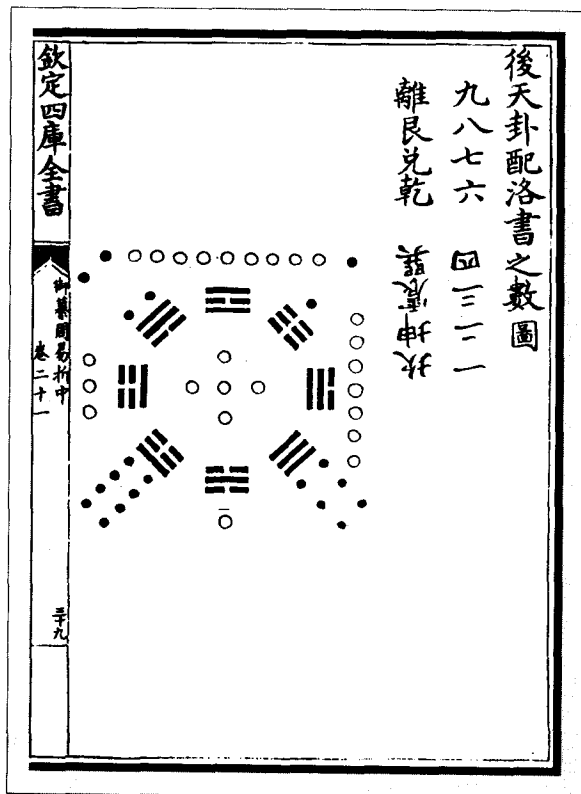 後天卦配洛書之數圖
九八七六 四三二一
離艮兌乾 巽震坤坎
欽定四庫全書
御纂周易折中
卷二十一
三十九